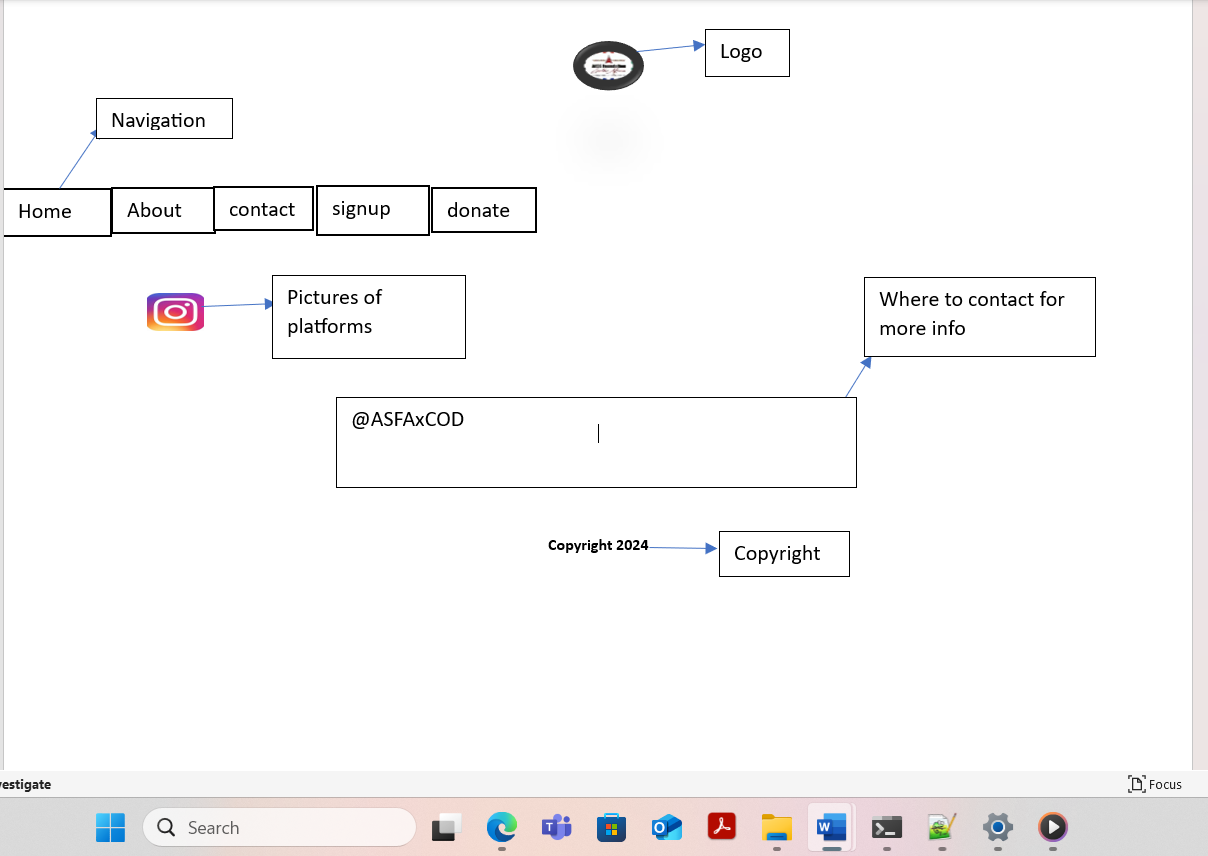 Logo
Navigation
Home About contact signup donate
Pictures of
platforms
Where to contact for
more info
@ASFAxCOD
Copyright 2024
Copyright
Focus
Search